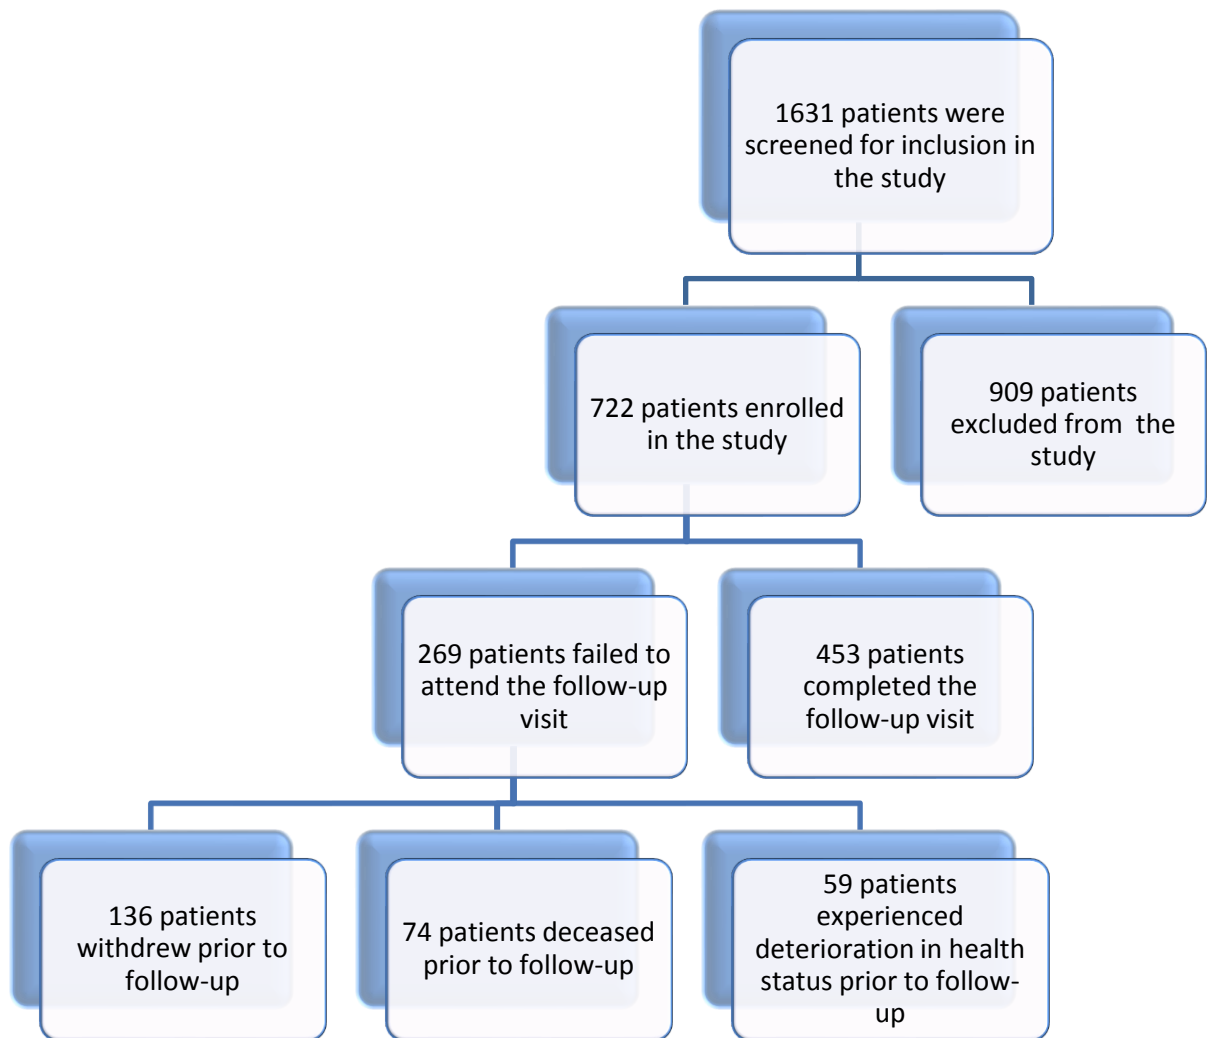 1631 patients were
screened for inclusion in
the study
722 patients enrolled
in the study
909 patients
excluded from the
study
269 patients failed to
attend the follow-up
visit
453 patients
completed the
follow-up visit
136 patients
withdrew prior to
follow-up
74 patients deceased
prior to follow-up
59 patients
experienced
deterioration in health
status prior to follow-
up